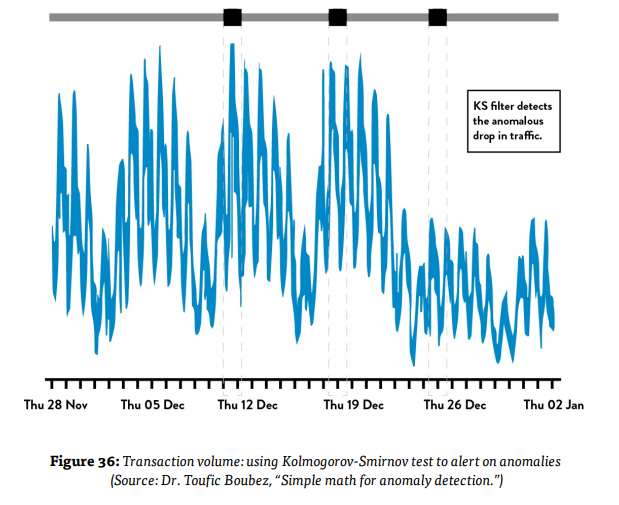 KS filter detects
the anomalous
drop in traffic.
Thu 28 Nov Thu 05 Dec Thu 12 Dec Thu 19 Dec Thu 26 Dec Thu 02 Jan
Figure 36: Transaction volume: using Kolmogorov-Smirnov test to alert on anomalies
(Source: Dr. Toufic Boubez, “Simple math for anomaly detection.”)